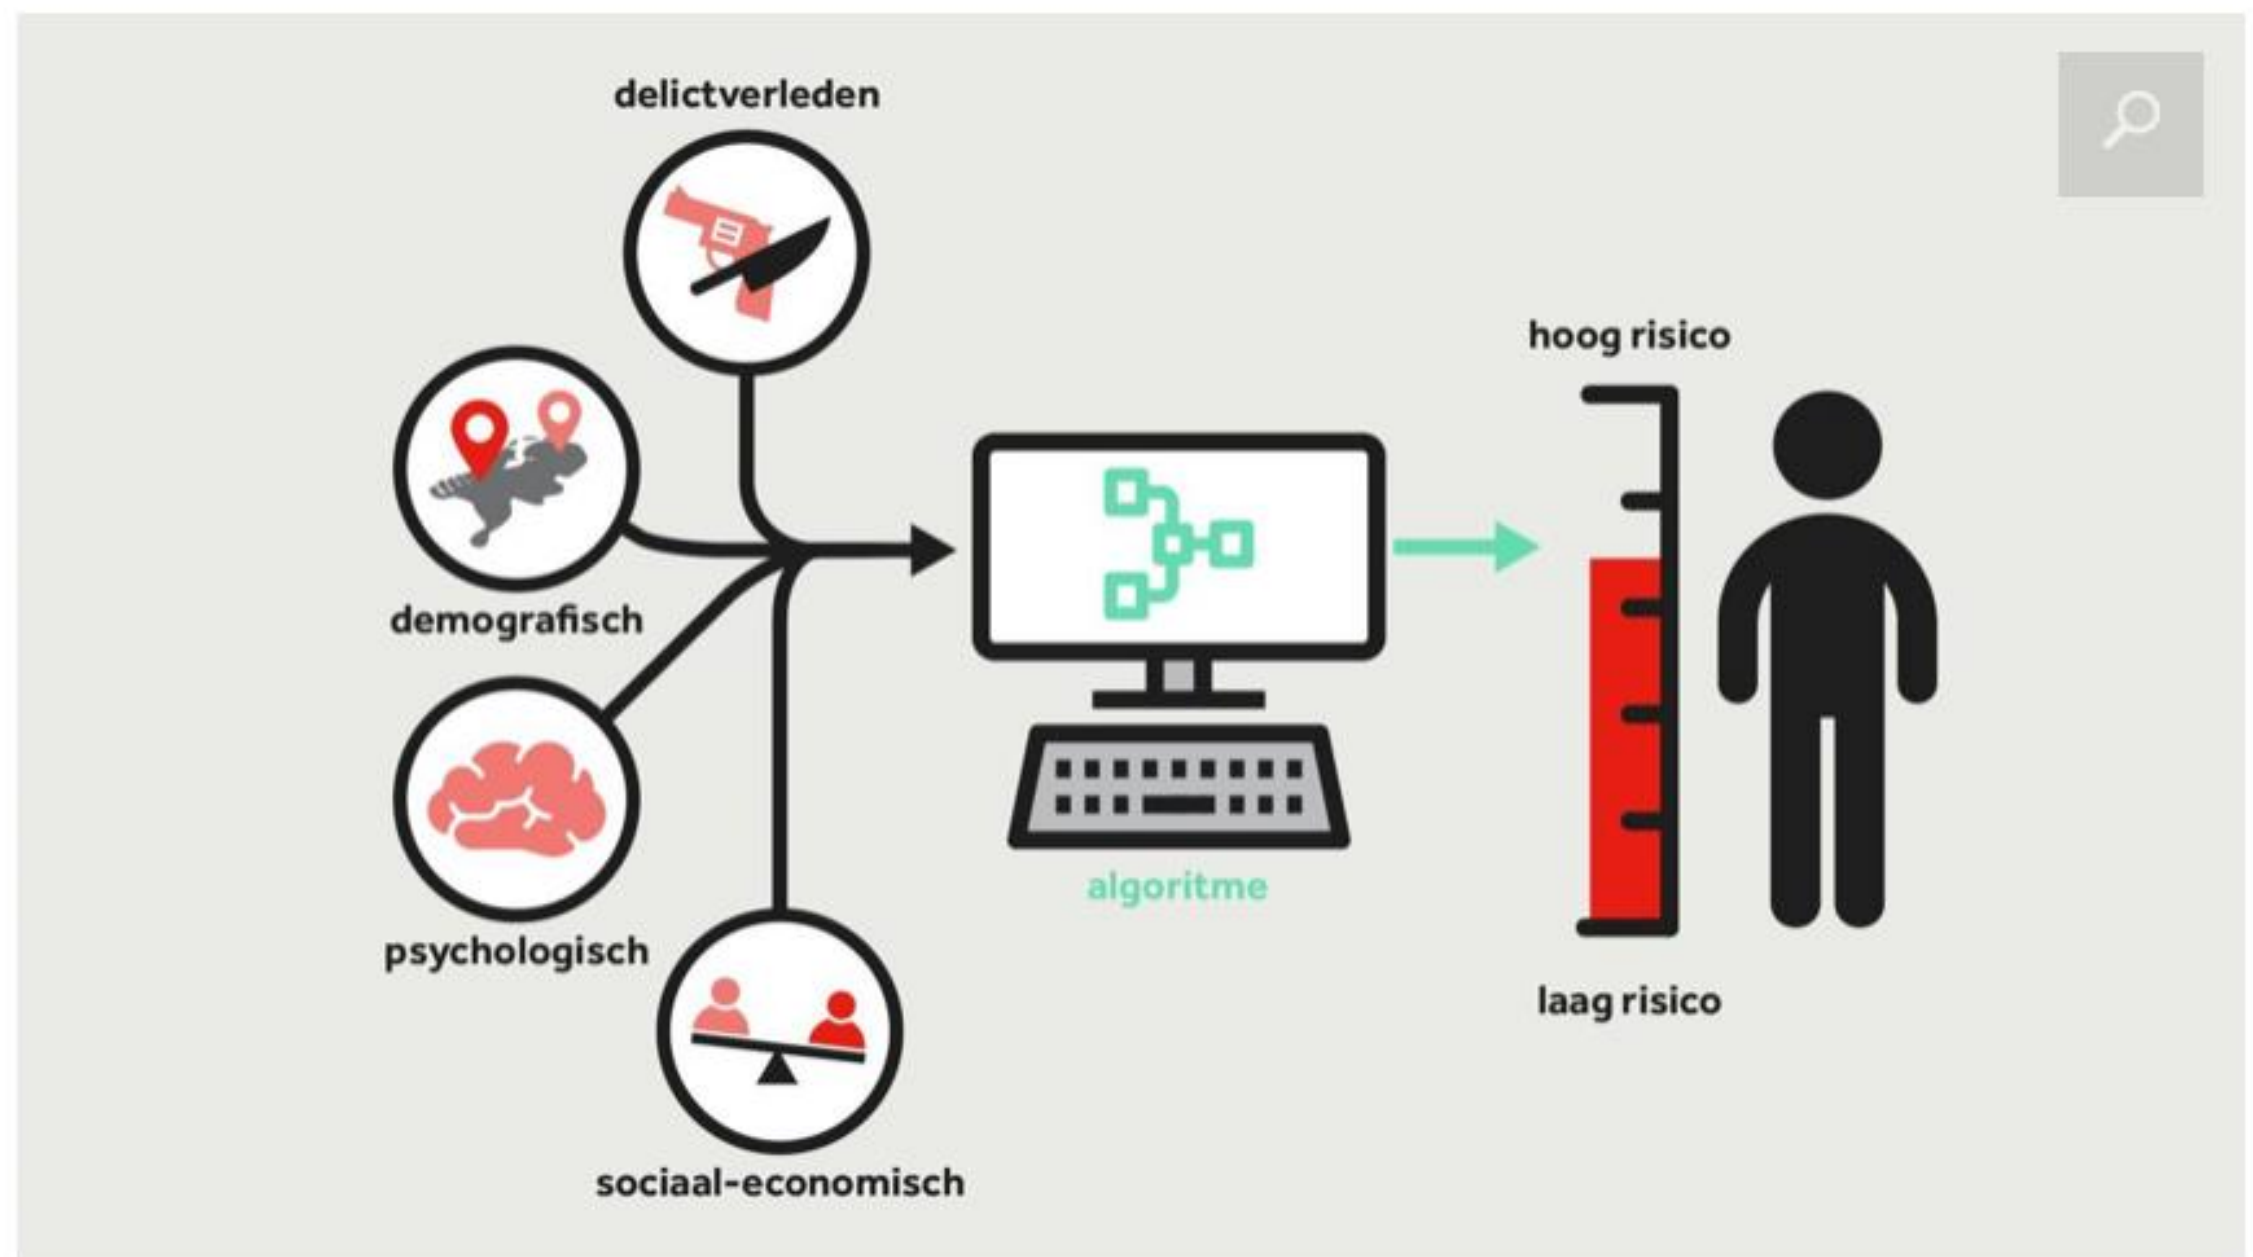 delictverleden
demografisch
psychologisch
sociaal-economisch
algoritme
hoog risico
laag risico